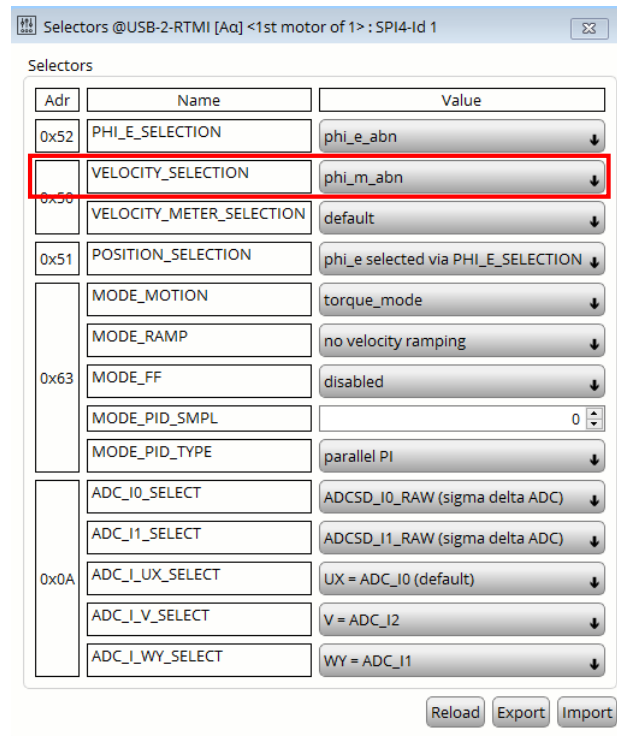 Selectors @USB-2-RTMI [Aα] <1st motor of 1> : SPI4-Id 1
Selectors
Adr Name Value
0x52 PHI_E_SELECTION phi_e_abn
0x50 VELOCITY_SELECTION phi_m_abn
VELOCITY_METER_SELECTION default
0x51 POSITION_SELECTION phi_e selected via PHI_E_SELECTION
0x63 MODE_MOTION torque_mode
MODE_RAMP no velocity ramping
MODE_FF disabled
MODE_PID_SMPL 0
MODE_PID_TYPE parallel PI
0x0A ADC_I0_SELECT ADCSD_I0_RAW (sigma delta ADC)
ADC_I1_SELECT ADCSD_I1_RAW (sigma delta ADC)
ADC_I_UX_SELECT UX = ADC_I0 (default)
ADC_I_V_SELECT V = ADC_I2
ADC_I_WY_SELECT WY = ADC_I1
Reload Export Import